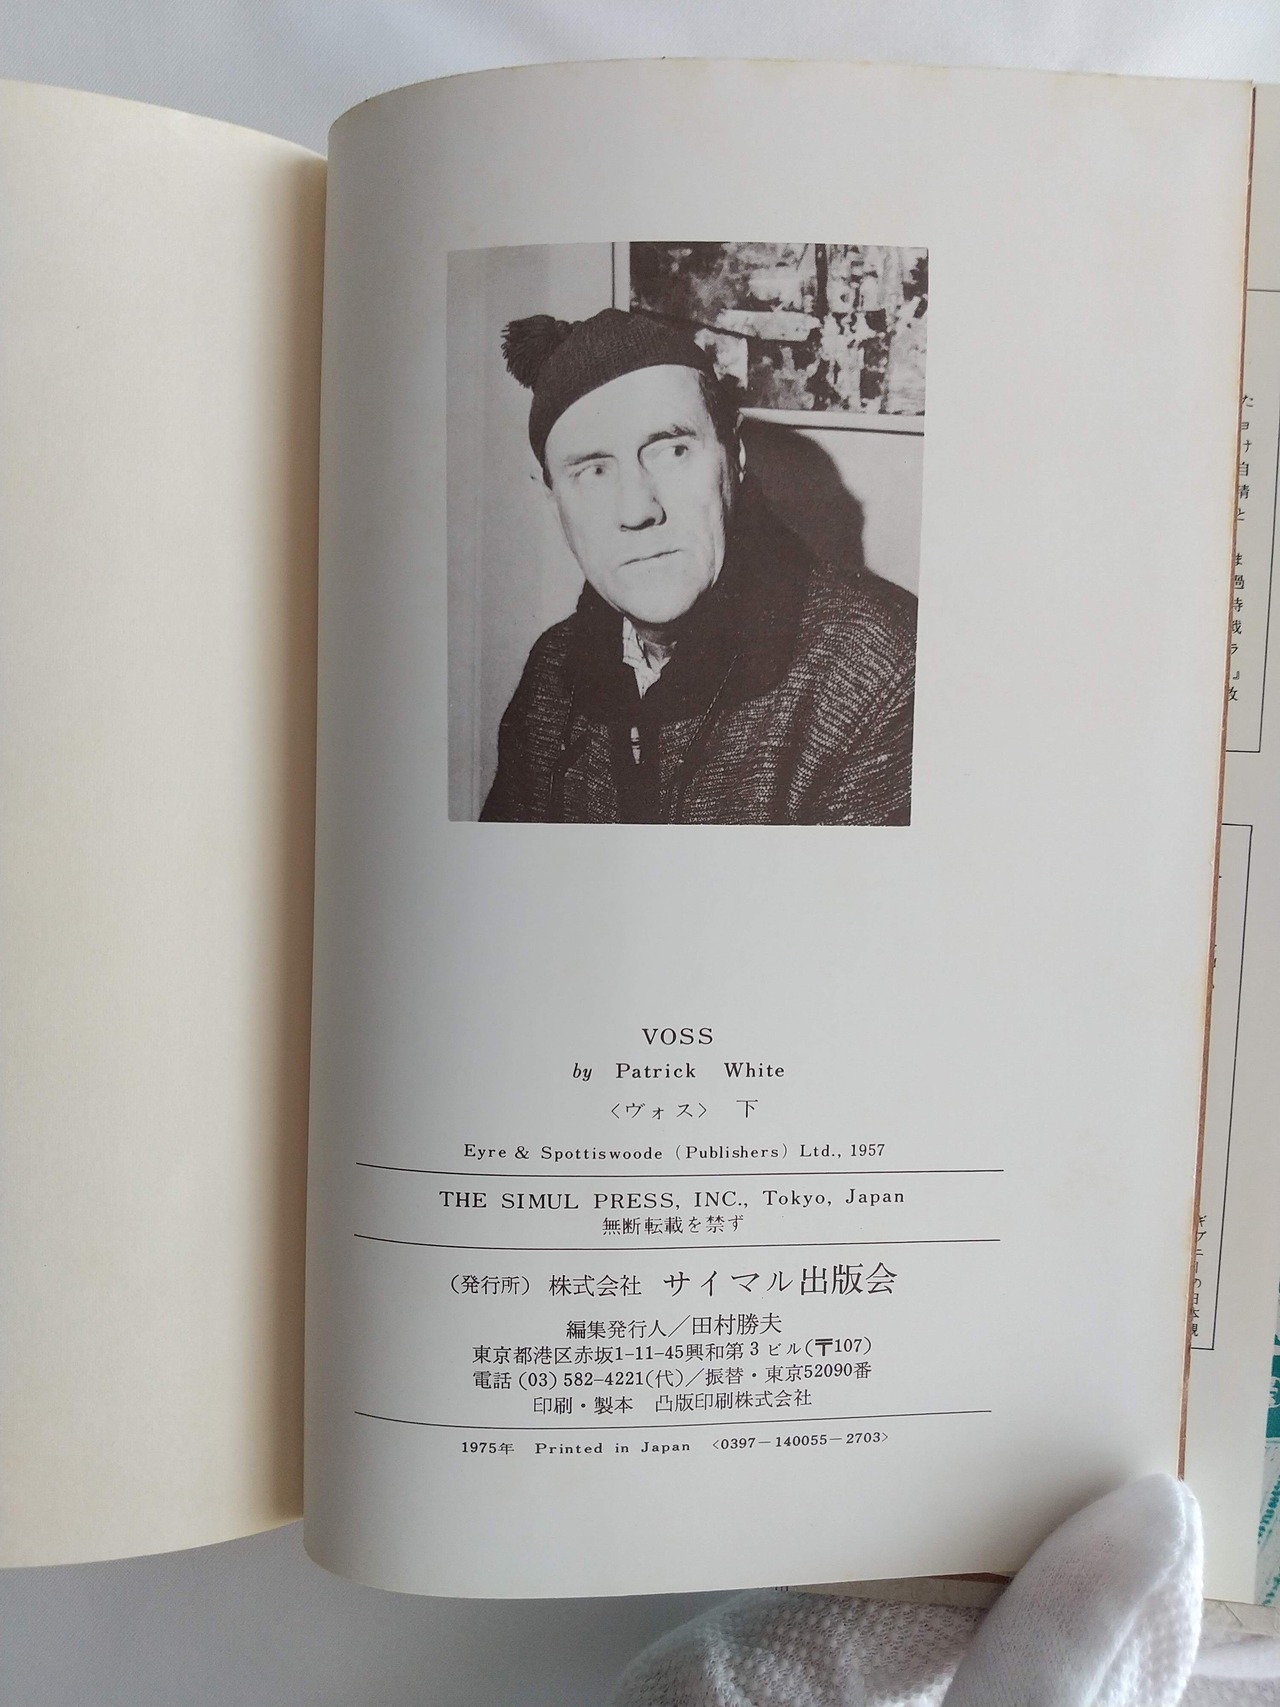 VOSS
by Patrick White
〈ヴォス〉 下
Eyre & Spottiswoode (Publishers) Ltd., 1957
THE SIMUL PRESS, INC., Tokyo, Japan
無断転載を禁ず
(発行所) 株式会社 サイマル出版会
編集発行人／田村勝夫
東京都港区赤坂1-11-45興和第3ビル(〒107)
電話 (03) 582-4221(代)／振替・東京52090番
印刷・製本 凸版印刷株式会社
1975年 Printed in Japan 〈0397－140055－2703〉